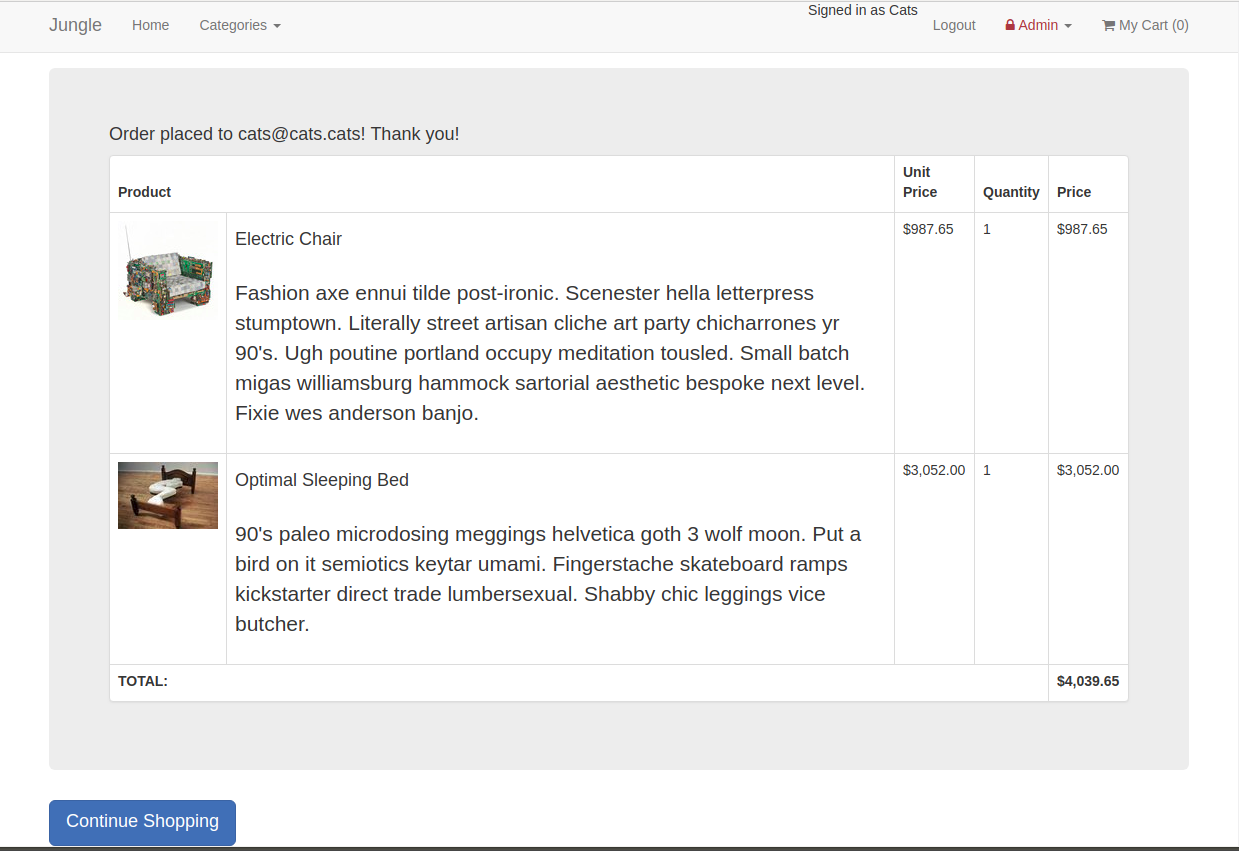 Signed in as Cats
Jungle Home Categories Logout Admin My Cart (0)
Order placed to cats@cats.cats! Thank you!
Product Unit Price Quantity Price
Electric Chair $987.65 1 $987.65
Fashion axe ennui tilde post-ironic. Scenester hella letterpress
stumptown. Literally street artisan cliche art party chicharrones yr
90's. Ugh poutine portland occupy meditation tousled. Small batch
migas williamsburg hammock sartorial aesthetic bespoke next level.
Fixie wes anderson banjo.
Optimal Sleeping Bed $3,052.00 1 $3,052.00
90's paleo microdosing meggings helvetica goth 3 wolf moon. Put a
bird on it semiotics keytar umami. Fingerstache skateboard ramps
kickstarter direct trade lumbersexual. Shabby chic leggings vice
butcher.
TOTAL: $4,039.65
Continue Shopping